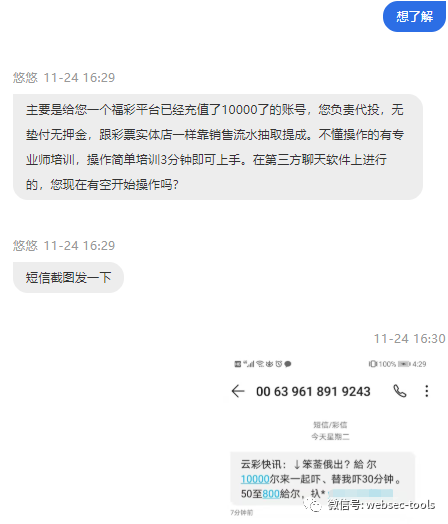 想了解
悠悠 11-24 16:29
主要是给您一个福彩平台已经充值了10000了的账号，您负责代投，无
垫付无押金，跟彩票实体店一样靠销售流水抽取提成。不懂操作的有专
业师培训，操作简单培训3分钟即可上手。在第三方聊天软件上进行
的，您现在有空开始操作吗?
悠悠 11-24 16:29
短信截图发一下
11-24 16:30
100% 4:29
00 63 961 891 9243
短信/彩信
今天星期二
云彩快讯：↓笨荃俄出？給 尔
10000尔来一起吓、替我吓30分钟。
50至800給尔，扖*
7分钟前
微信号: websec-tools